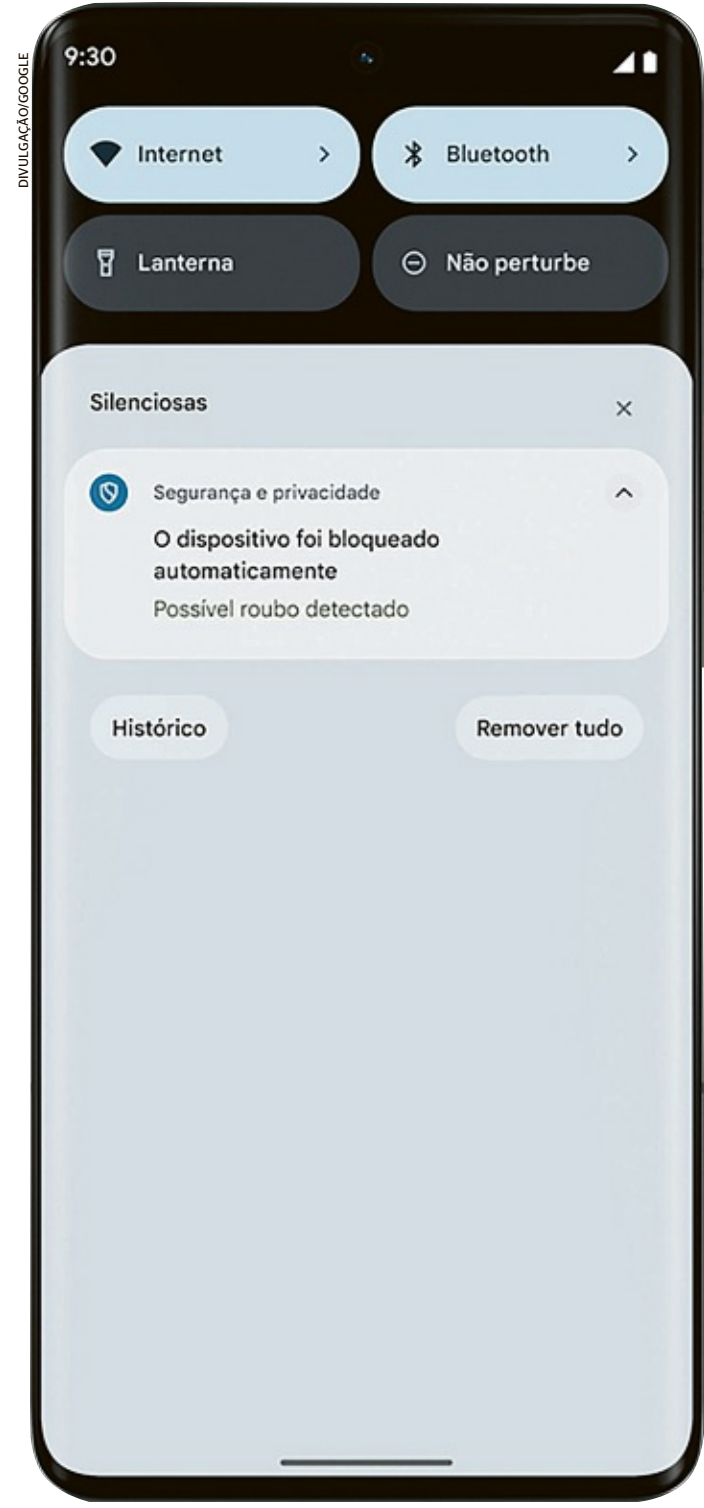 DIVULGAÇÃO/GOOGLE
9:30
Internet
Bluetooth
Lanterna
Não perturbe
Silenciosas
Segurança e privacidade
O dispositivo foi bloqueado
automaticamente
Possível roubo detectado
Histórico
Remover tudo